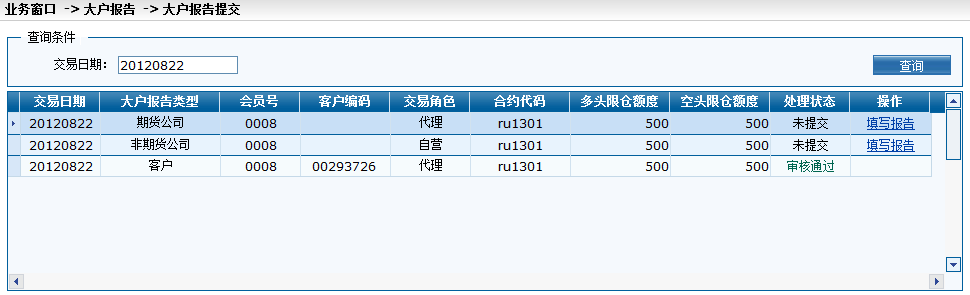 业务窗口 -> 大户报告 -> 大户报告提交
查询条件
交易日期： 20120822 查询
交易日期 大户报告类型 会员号 客户编码 交易角色 合约代码 多头限仓额度 空头限仓额度 处理状态 操作
20120822 期货公司 0008 代理 ru1301 500 500 未提交 填写报告
20120822 非期货公司 0008 自营 ru1301 500 500 未提交 填写报告
20120822 客户 0008 00293726 代理 ru1301 500 500 审核通过